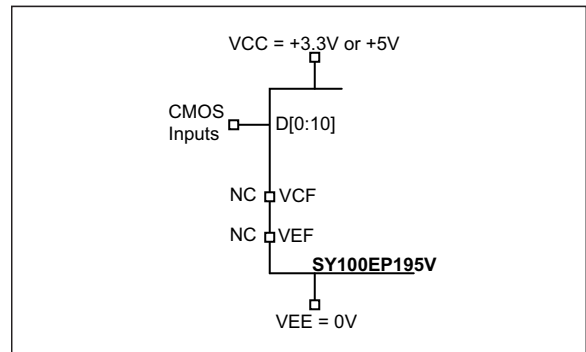 VCC = +3.3V or +5V
CMOS
Inputs
D[0:10]
NC VCF
NC VEF
SY100EP195V
VEE = 0V